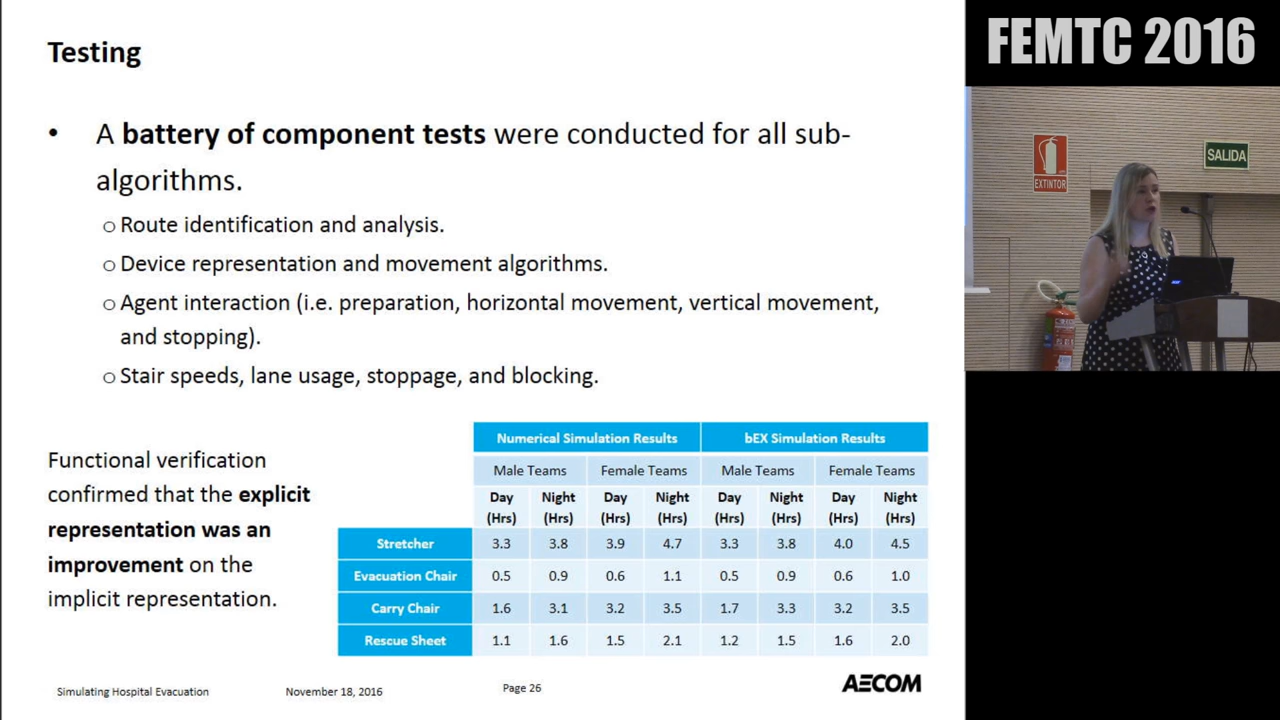 Testing
• A battery of component tests were conducted for all sub-
algorithms.
o Route identification and analysis.
o Device representation and movement algorithms.
o Agent interaction (i.e. preparation, horizontal movement, vertical movement,
and stopping).
o Stair speeds, lane usage, stoppage, and blocking.
Functional verification
confirmed that the explicit
representation was an
improvement on the
implicit representation.
Numerical Simulation Results bEX Simulation Results
Male Teams Female Teams Male Teams Female Teams
Day Night Day Night Day Night Day Night
(Hrs) (Hrs) (Hrs) (Hrs) (Hrs) (Hrs) (Hrs) (Hrs)
Stretcher 3.3 3.8 3.9 4.7 3.3 3.8 4.0 4.5
Evacuation Chair 0.5 0.9 0.6 1.1 0.5 0.9 0.6 1.0
Carry Chair 1.6 3.1 3.2 3.5 1.7 3.3 3.2 3.5
Rescue Sheet 1.1 1.6 1.5 2.1 1.2 1.5 1.6 2.0
Simulating Hospital Evacuation November 18, 2016 Page 26 AECOM
FEMTC 2016
EXTINTOR
SALIDA